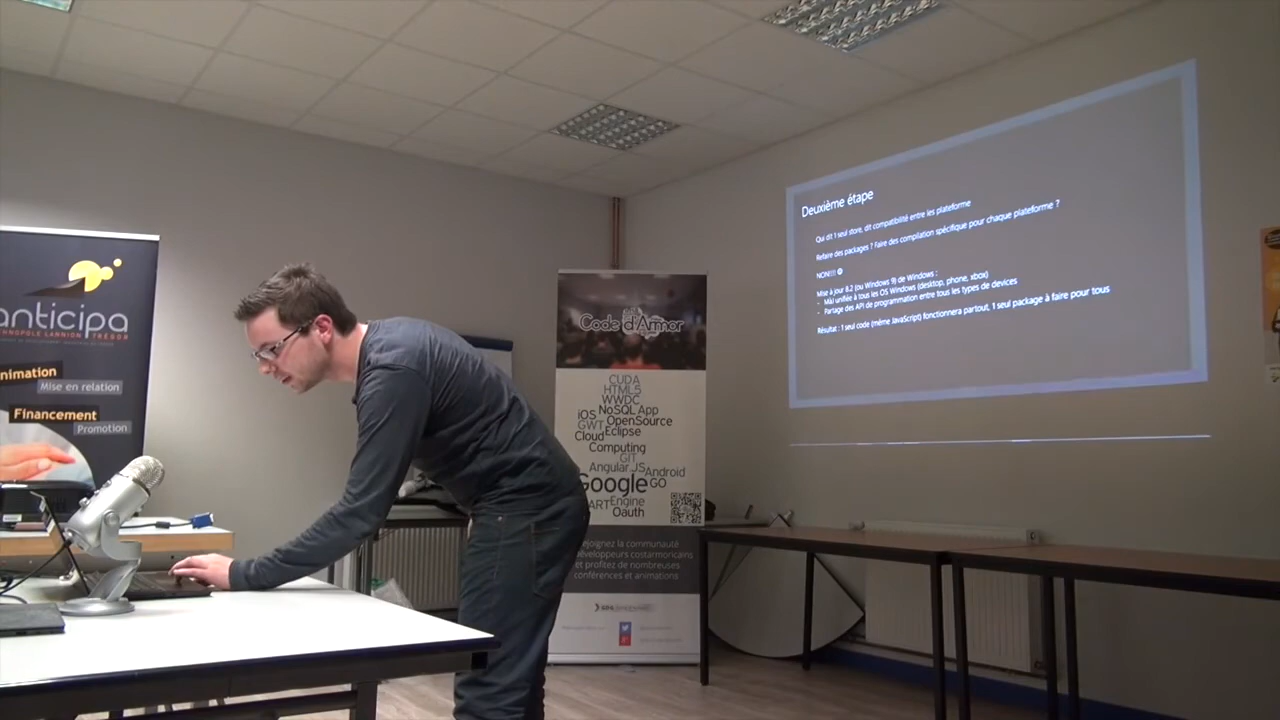 anticipa
TECHNOPOLE LANNION TRÉGOR
Animation
Mise en relation
Financement
Promotion
Code d'Armor
CUDA
HTML5
WWDC
NoSQL App
iOS
GWT OpenSource
Cloud Eclipse
Computing
GIT
Angular.JS Android
Google GO
DART Engine
Oauth
Rejoignez la communauté
développeurs costarmoricains
et profitez de nombreuses
conférences et animations
Deuxième étape
Qui dit 1 seul store, dit compatibilité entre les plateforme
Refaire des packages ? Faire des compilation spécifique pour chaque plateforme ?
NON!!!! ☺
Mise à jour 8.2 (ou Windows 9) de Windows :
- MàJ unifiée à tous les OS Windows (desktop, phone, xbox)
- Partage des API de programmation entre tous les types de devices
Résultat : 1 seul code (même JavaScript) fonctionnera partout, 1 seul package à faire pour tous